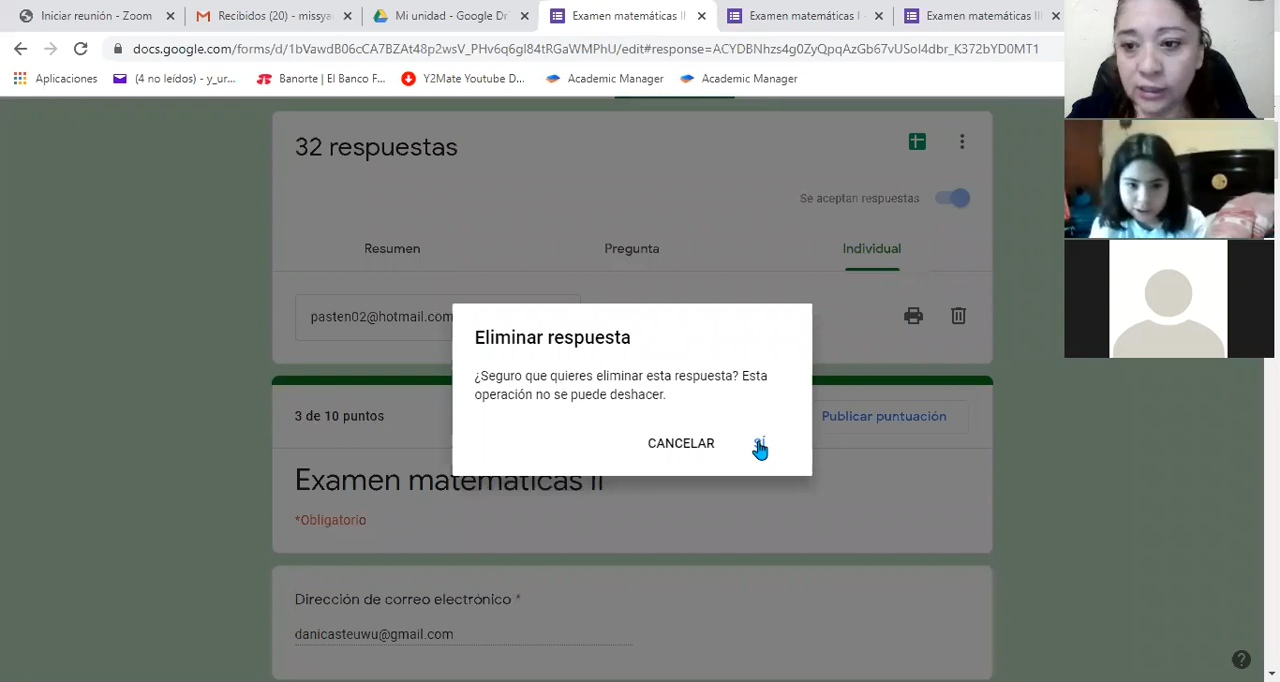 Iniciar reunión - Zoom
Recibidos (20) - missya
Mi unidad - Google Dr
Examen matemáticas II
Examen matemáticas I -
Examen matemáticas III
docs.google.com/forms/d/1bVawdB06cCA7BZAt48p2wsV_PHv6q6gl84tRGaWMPhU/edit#response=ACYDBNhzs4g0ZyQpqAzGb67vUSoI4dbr_K372bYD0MT1
Aplicaciones
(4 no leídos) - y_ur...
Banorte | El Banco F...
Y2Mate Youtube D...
Academic Manager
Academic Manager
32 respuestas
Se aceptan respuestas
Resumen
Pregunta
Individual
pasten02@hotmail.com
Eliminar respuesta
¿Seguro que quieres eliminar esta respuesta? Esta
operación no se puede deshacer.
CANCELAR
SÍ
3 de 10 puntos
Publicar puntuación
Examen matemáticas II
*Obligatorio
Dirección de correo electrónico *
danicasteuwu@gmail.com